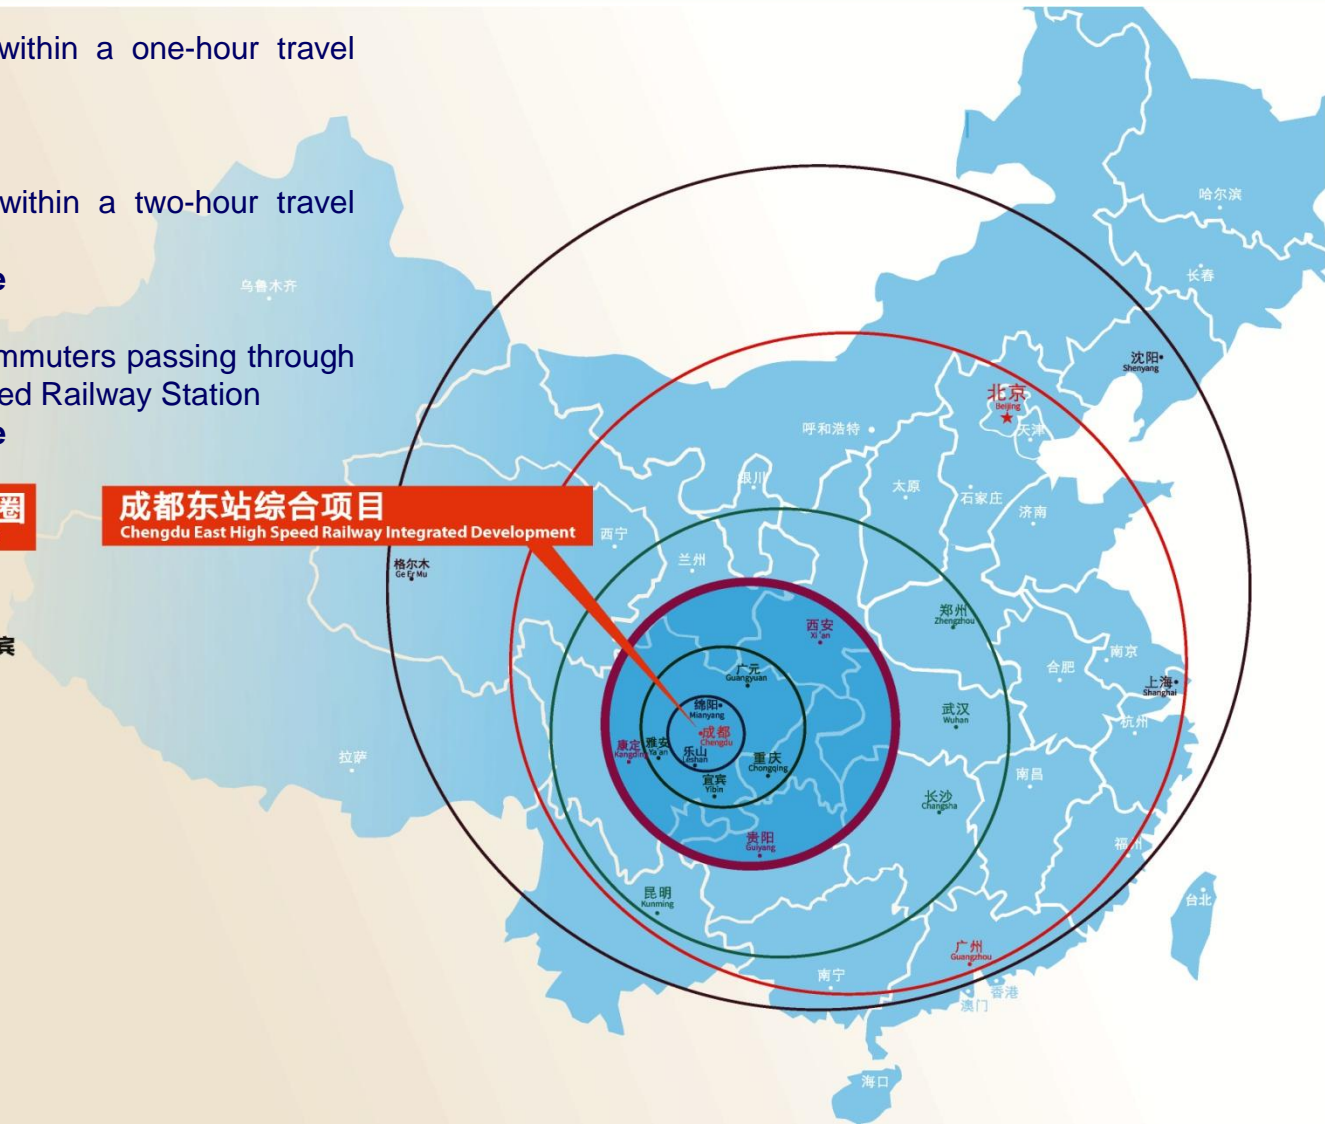 within a one-hour travel
within a two-hour travel
e
mmuters passing through
ed Railway Station
e
圈
宾
成都东站综合项目
Chengdu East High Speed Railway Integrated Development
哈尔滨
长春
乌鲁木齐
沈阳
Shenyang
北京
Beijing
天津
呼和浩特
银川
太原
石家庄
济南
西宁
兰州
格尔木
Ge Er Mu
郑州
Zhengzhou
西安
Xi'an
合肥
南京
上海
Shanghai
杭州
广元
Guangyuan
绵阳
Mianyang
成都
Chengdu
武汉
Wuhan
康定
Kangding
雅安
Ya'an
乐山
Leshan
重庆
Chongqing
宜宾
Yibin
拉萨
南昌
长沙
Changsha
贵阳
Guiyang
福州
昆明
Kunming
台北
广州
Guangzhou
南宁
香港
澳门
海口